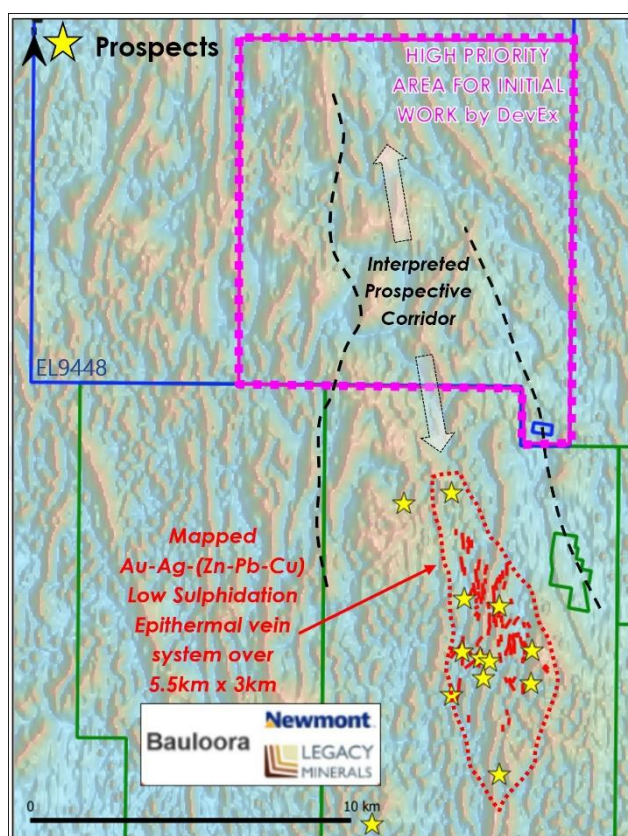 Prospects
HIGH PRIORITY
AREA FOR INITIAL
WORK by DevEx
Interpreted
Prospective
Corridor
EL9448
Mapped
Au-Ag-(Zn-Pb-Cu)
Low Sulphidation
Epithermal vein
system over
5.5km x 3km
Bauloora
Newmont.
LEGACY
MINERALS
0 10 km